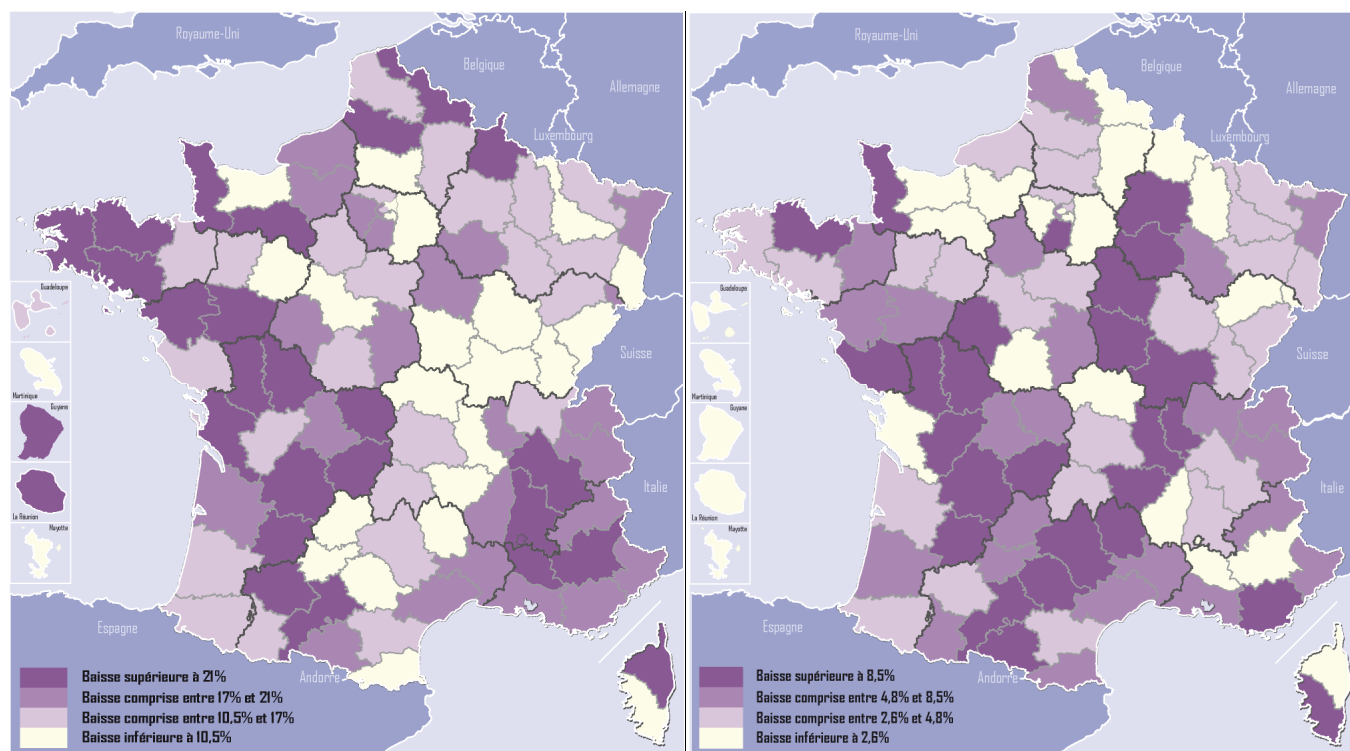 Royaume-Uni
Belgique
Allemagne
Luxembourg
Guadeloupe
Martinique
Suisse
Guyane
La Réunion
Italie
Mayotte
Espagne
Andorre
Baisse supérieure à 21%
Baisse comprise entre 17% et 21%
Baisse comprise entre 10,5% et 17%
Baisse inférieure à 10,5%
Royaume-Uni
Belgique
Allemagne
Luxembourg
Guadeloupe
Martinique
Suisse
Guyane
La Réunion
Italie
Mayotte
Espagne
Andorre
Baisse supérieure à 8,5%
Baisse comprise entre 4,8% et 8,5%
Baisse comprise entre 2,6% et 4,8%
Baisse inférieure à 2,6%